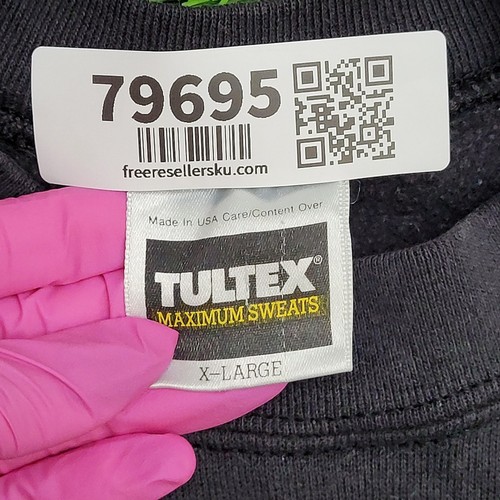 79695
freeresellersku.com
Made In USA Care/Content Over
TULTEX®
MAXIMUM SWEATS
X-LARGE